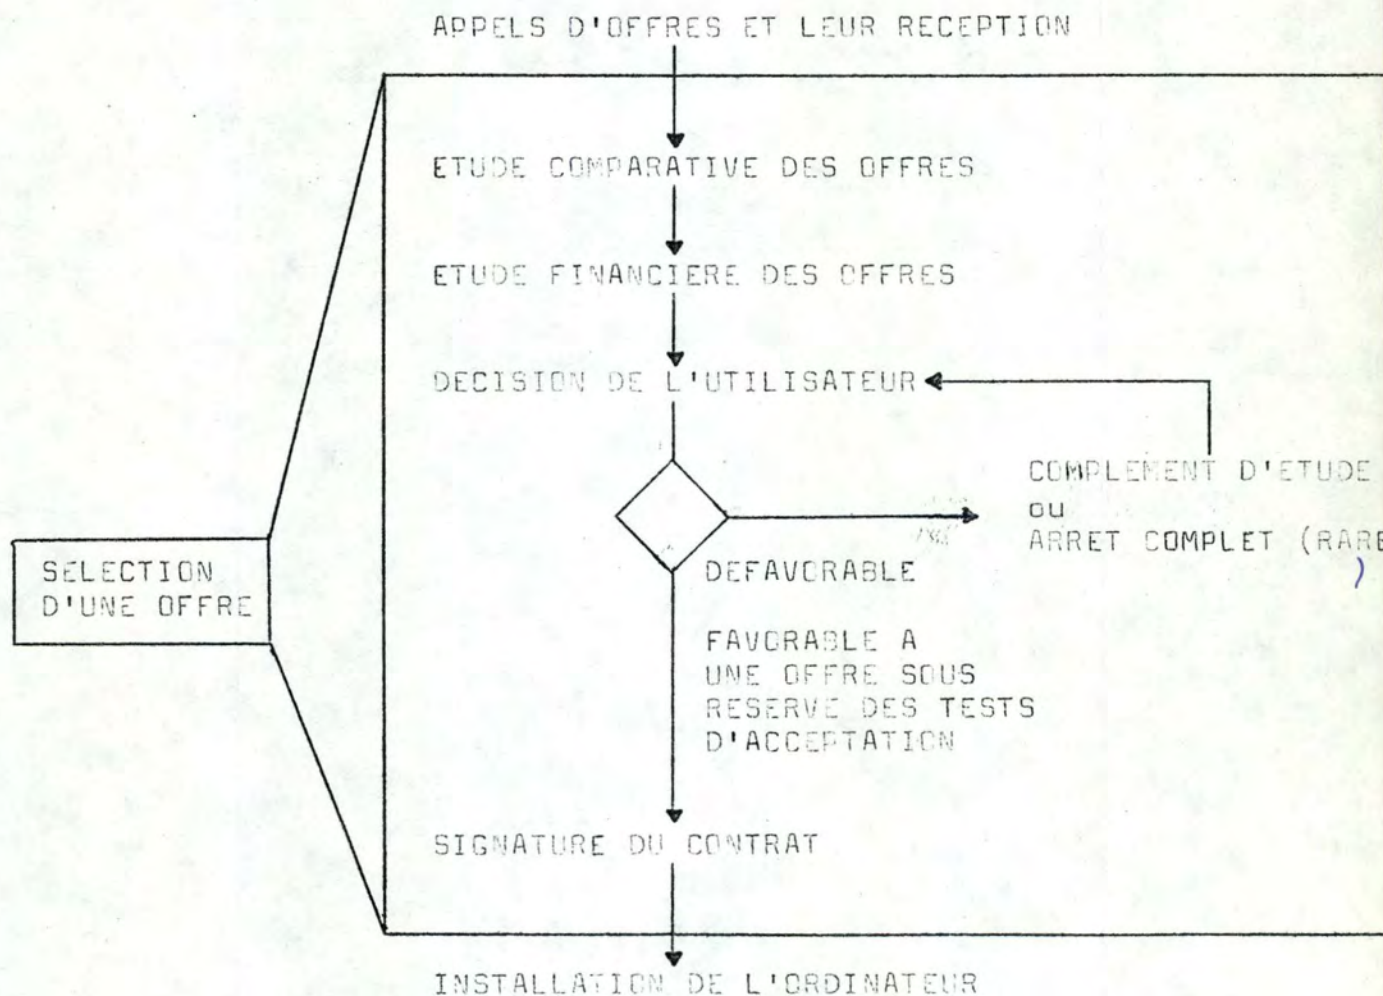 APPELS D'OFFRES ET LEUR RECEPTION
ETUDE COMPARATIVE DES OFFRES
ETUDE FINANCIERE DES OFFRES
DECISION DE L'UTILISATEUR
COMPLEMENT D'ETUDE
OU
ARRET COMPLET (RARE
)
DEFAVORABLE
SELECTION
D'UNE OFFRE
FAVORABLE A
UNE OFFRE SOUS
RESERVE DES TESTS
D'ACCEPTATION
SIGNATURE DU CONTRAT
INSTALLATION DE L'ORDINATEUR